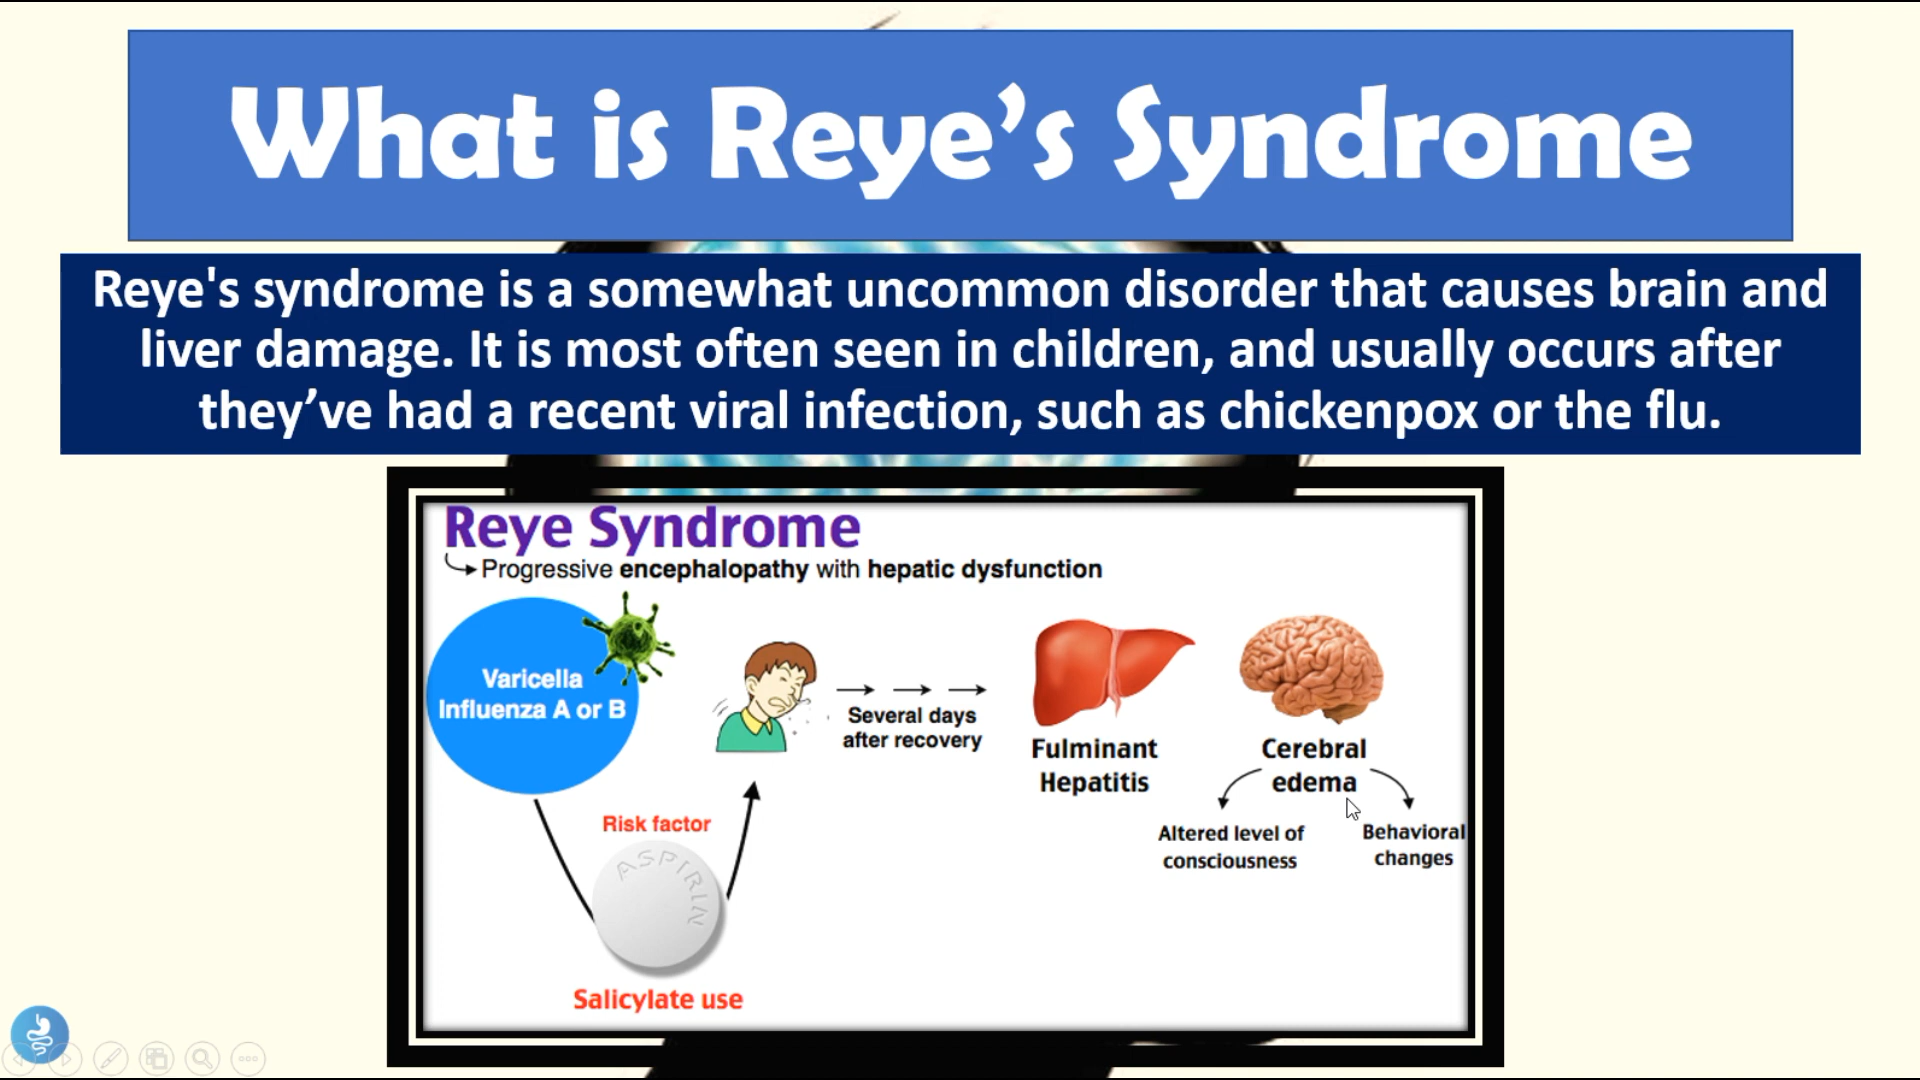 What is Reye’s Syndrome
Reye's syndrome is a somewhat uncommon disorder that causes brain and
liver damage. It is most often seen in children, and usually occurs after
they’ve had a recent viral infection, such as chickenpox or the flu.
Reye Syndrome
Progressive encephalopathy with hepatic dysfunction
Varicella
Influenza A or B
Several days
after recovery
Fulminant
Hepatitis
Cerebral
edema
Altered level of
consciousness
Behavioral
changes
Risk factor
ASPIRIN
Salicylate use